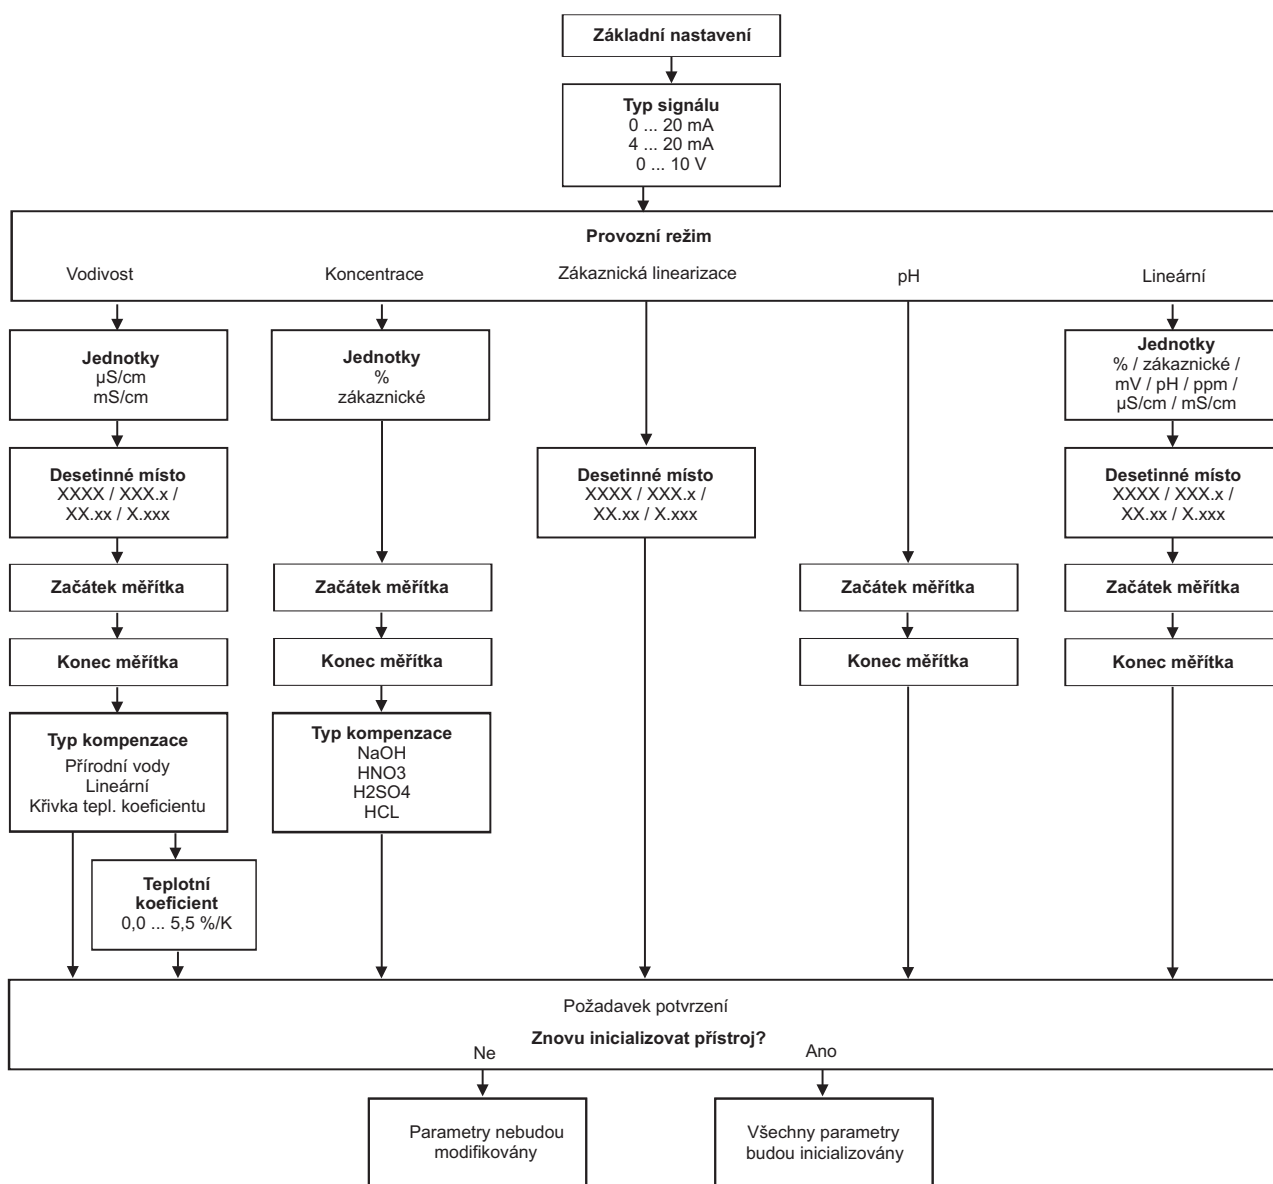 Základní nastavení
Typ signálu
0 ... 20 mA
4 ... 20 mA
0 ... 10 V
Provozní režim
Vodivost
Koncentrace
Zákaznická linearizace
pH
Lineární
Jednotky
µS/cm
mS/cm
Jednotky
%
zákaznické
Jednotky
% / zákaznické /
mV / pH / ppm /
µS/cm / mS/cm
Desetinné místo
XXXX / XXX.x /
XX.xx / X.xxx
Desetinné místo
XXXX / XXX.x /
XX.xx / X.xxx
Desetinné místo
XXXX / XXX.x /
XX.xx / X.xxx
Začátek měřítka
Začátek měřítka
Začátek měřítka
Začátek měřítka
Konec měřítka
Konec měřítka
Konec měřítka
Konec měřítka
Typ kompenzace
Přírodní vody
Lineární
Křivka tepl. koeficientu
Typ kompenzace
NaOH
HNO3
H2SO4
HCL
Teplotní
koeficient
0,0 ... 5,5 %/K
Požadavek potvrzení
Znovu inicializovat přístroj?
Ne
Ano
Parametry nebudou
modifikovány
Všechny parametry
budou inicializovány